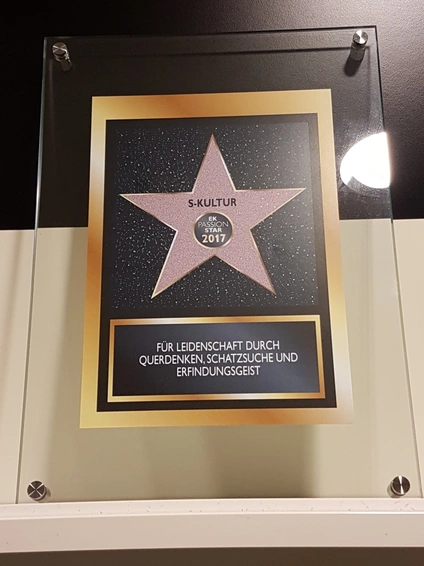 S-KULTUR
EK
PASSION
STAR
2017
FÜR LEIDENSCHAFT DURCH
QUERDENKEN, SCHATZSUCHE UND
ERFINDUNGSGEIST